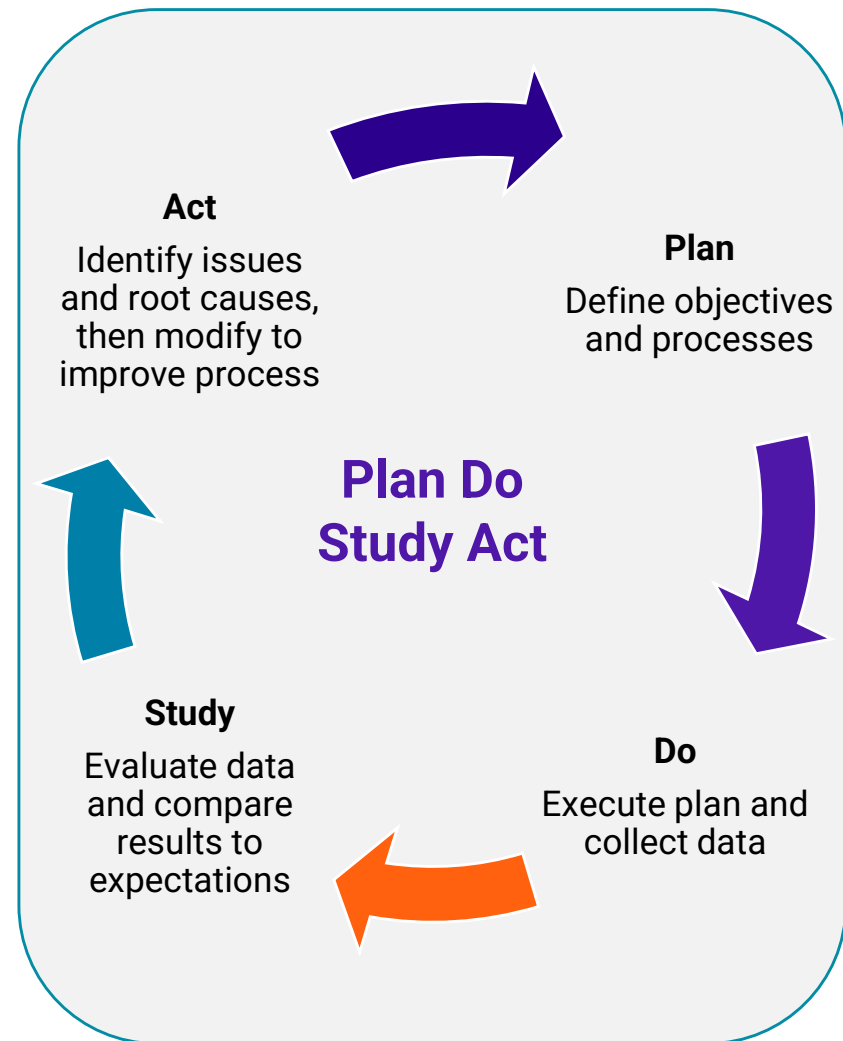 Act
Identify issues
and root causes,
then modify to
improve process
Plan
Define objectives
and processes
Plan Do
Study Act
Study
Evaluate data
and compare
results to
expectations
Do
Execute plan and
collect data